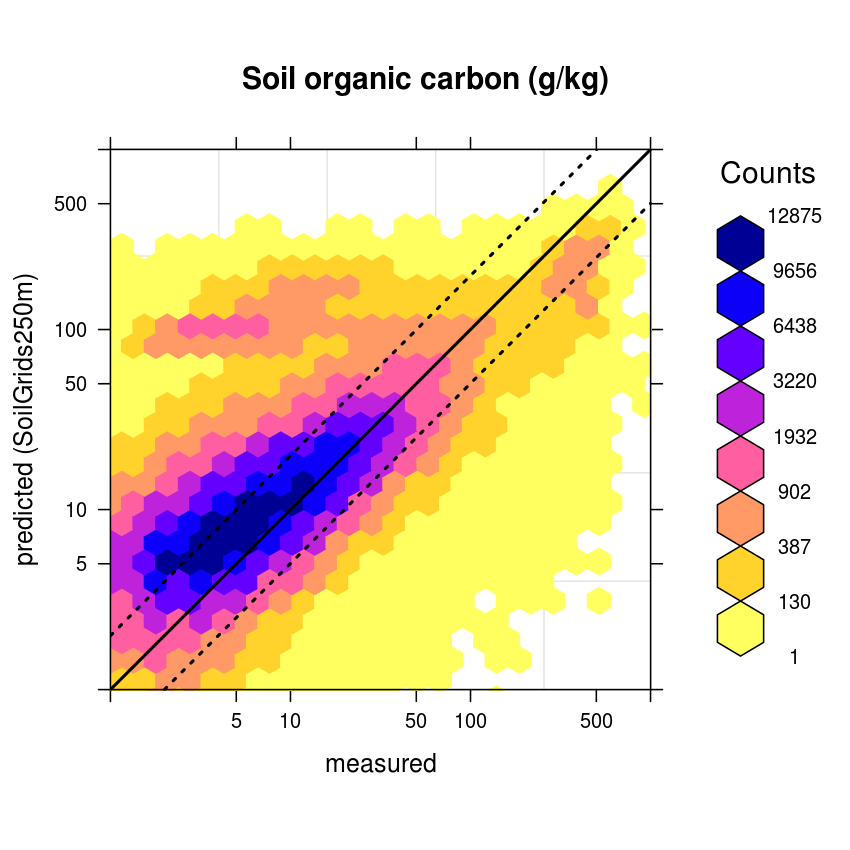 Soil organic carbon (g/kg)
Counts
12875
9656
6438
3220
1932
902
387
130
1
predicted (SoilGrids250m)
500
100
50
10
5
5 10 50 100 500
measured